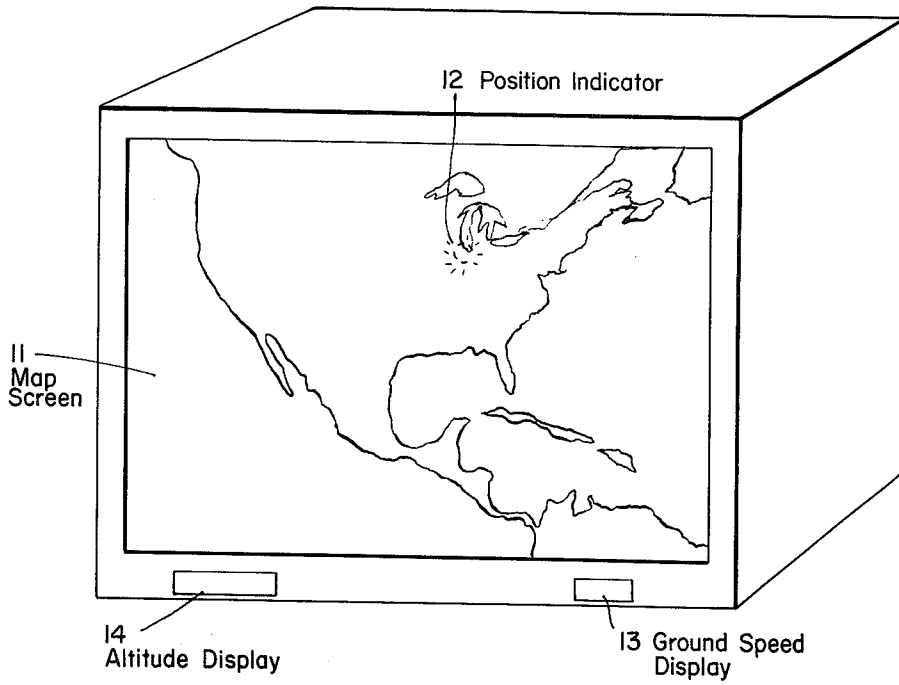 12 Position Indicator
11
Map
Screen
14
Altitude Display
13 Ground Speed
Display